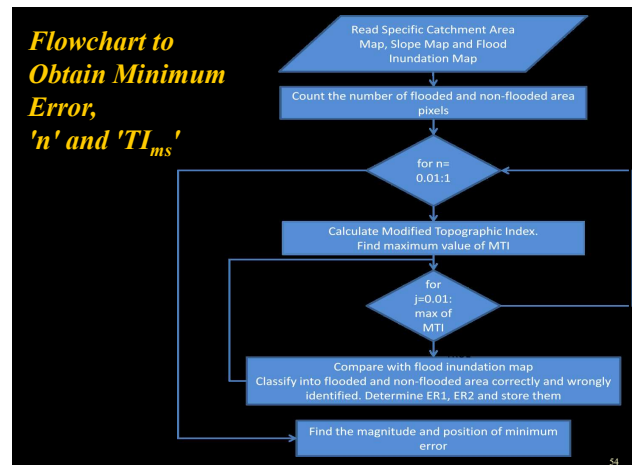 Flowchart to
Obtain Minimum
Error,
'n' and 'TIms'
Read Specific Catchment Area
Map, Slope Map and Flood
Inundation Map
Count the number of flooded and non-flooded area
pixels
for n=
0.01:1
Calculate Modified Topographic Index.
Find maximum value of MTI
for
j=0.01:
max of
MTI
Compare with flood inundation map
Classify into flooded and non-flooded area correctly and wrongly
identified. Determine ER1, ER2 and store them
Find the magnitude and position of minimum
error
54